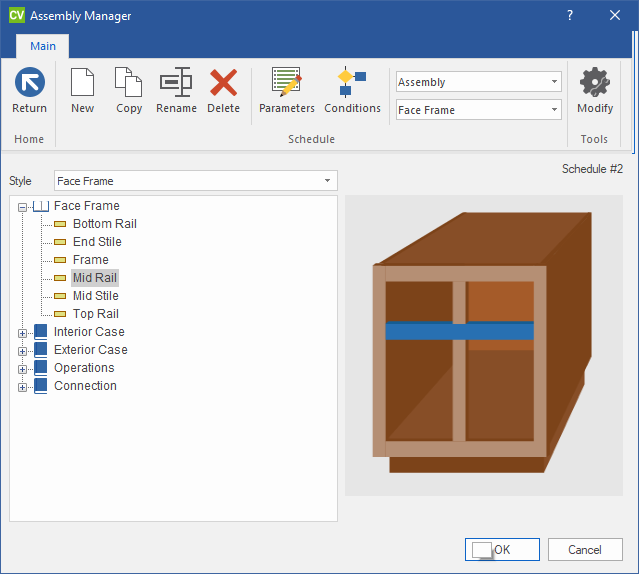 CV Assembly Manager ?
Main
Return New Copy Rename Delete Parameters Conditions Assembly Face Frame Modify
Home Schedule Tools
Schedule #2
Style Face Frame
Face Frame
Bottom Rail
End Stile
Frame
Mid Rail
Mid Stile
Top Rail
Interior Case
Exterior Case
Operations
Connection
OK Cancel